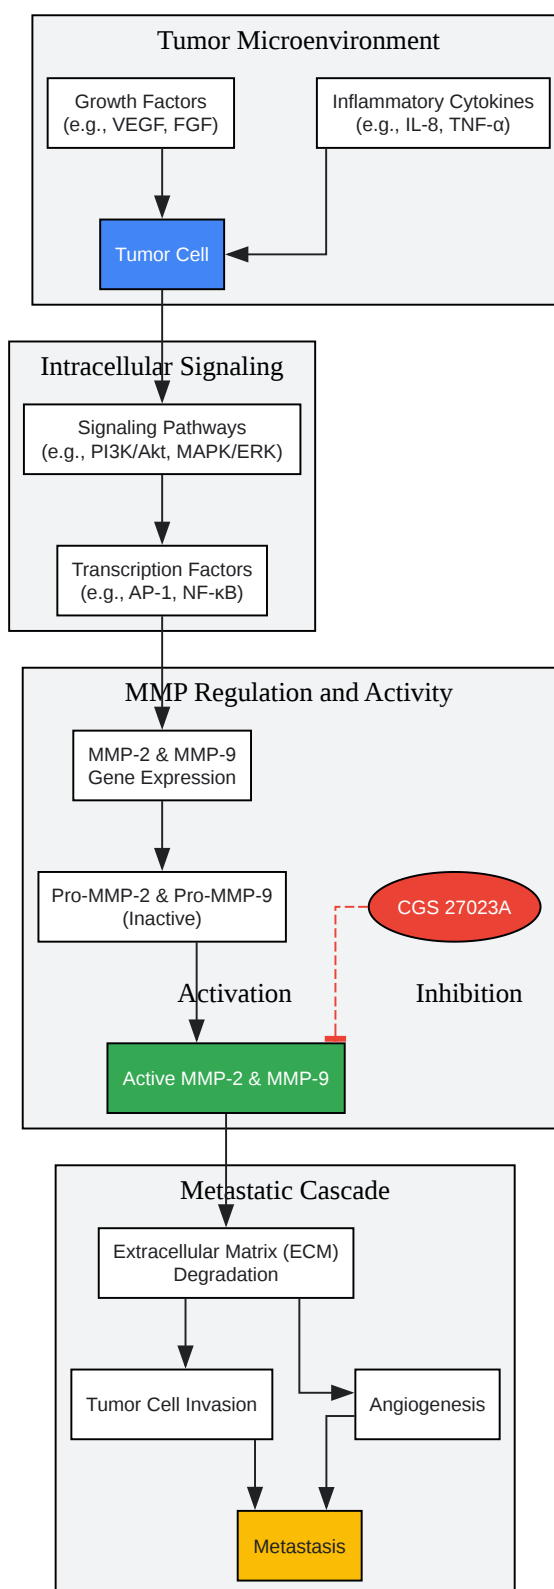 Tumor Microenvironment
Growth Factors
(e.g., VEGF, FGF)
Inflammatory Cytokines
(e.g., IL-8, TNF-α)
Tumor Cell
Intracellular Signaling
Signaling Pathways
(e.g., PI3K/Akt, MAPK/ERK)
Transcription Factors
(e.g., AP-1, NF-κB)
MMP Regulation and Activity
MMP-2 & MMP-9
Gene Expression
Pro-MMP-2 & Pro-MMP-9
(Inactive)
CGS 27023A
Activation
Inhibition
Active MMP-2 & MMP-9
Metastatic Cascade
Extracellular Matrix (ECM)
Degradation
Tumor Cell Invasion
Angiogenesis
Metastasis